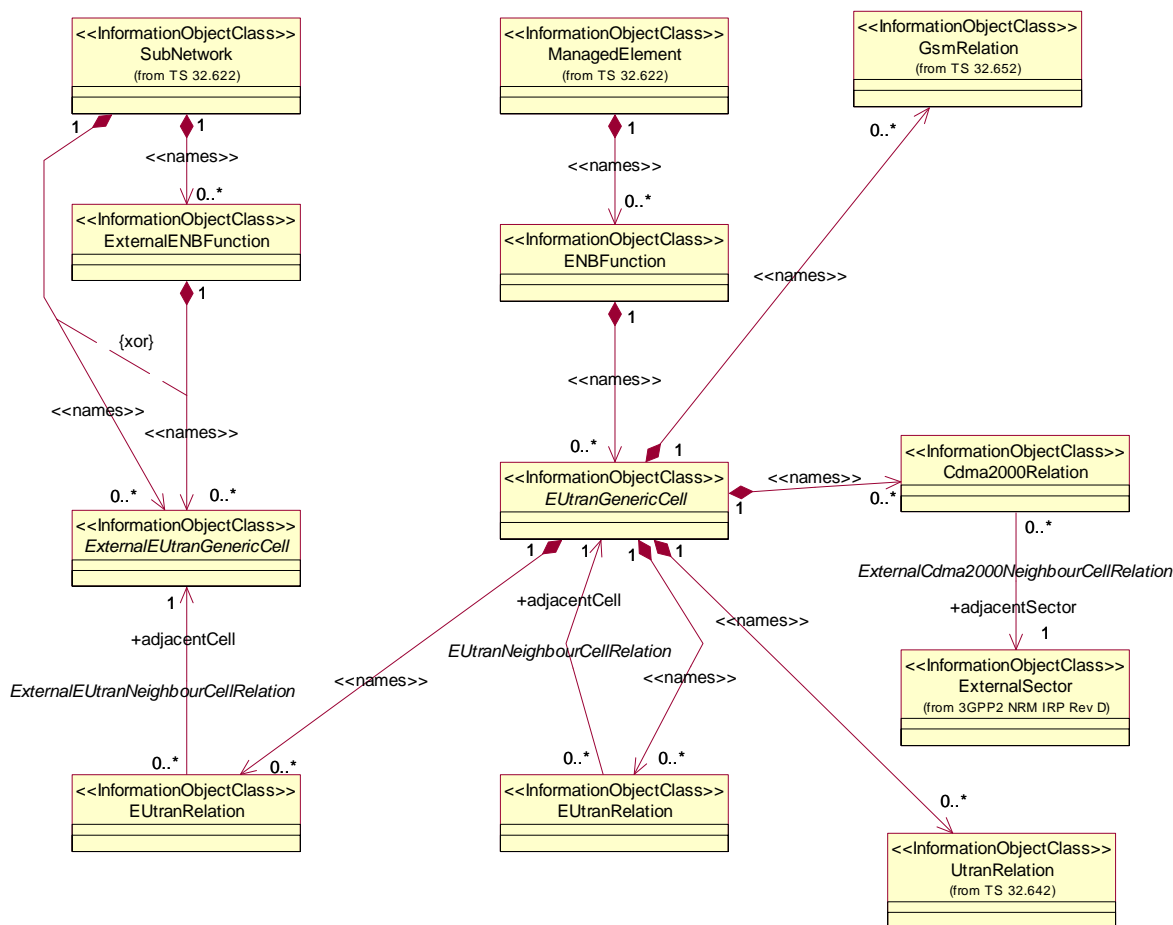 <<InformationObjectClass>>
SubNetwork
(from TS 32.622)
<<InformationObjectClass>>
ManagedElement
(from TS 32.622)
<<InformationObjectClass>>
GsmRelation
(from TS 32.652)
1
1
<<names>>
0..*
1
<<names>>
0..*
0..*
<<InformationObjectClass>>
ExternalENBFunction
<<InformationObjectClass>>
ENBFunction
1
1
<<names>>
{xor}
<<names>>
<<names>>
<<names>>
0..*
0..*
0..*
1
<<InformationObjectClass>>
EUtranGenericCell
<<names>>
1
0..*
<<InformationObjectClass>>
Cdma2000Relation
<<InformationObjectClass>>
ExternalEUtranGenericCell
0..*
ExternalCdma2000NeighbourCellRelation
+adjacentSector
1
1
1
1
1
1
+adjacentCell
+adjacentCell
<<names>>
EUtranNeighbourCellRelation
ExternalEUtranNeighbourCellRelation
<<names>>
<<names>>
<<InformationObjectClass>>
ExternalSector
(from 3GPP2 NRM IRP Rev D)
0..*
0..*
0..*
0..*
<<InformationObjectClass>>
EUtranRelation
<<InformationObjectClass>>
EUtranRelation
0..*
<<InformationObjectClass>>
UtranRelation
(from TS 32.642)